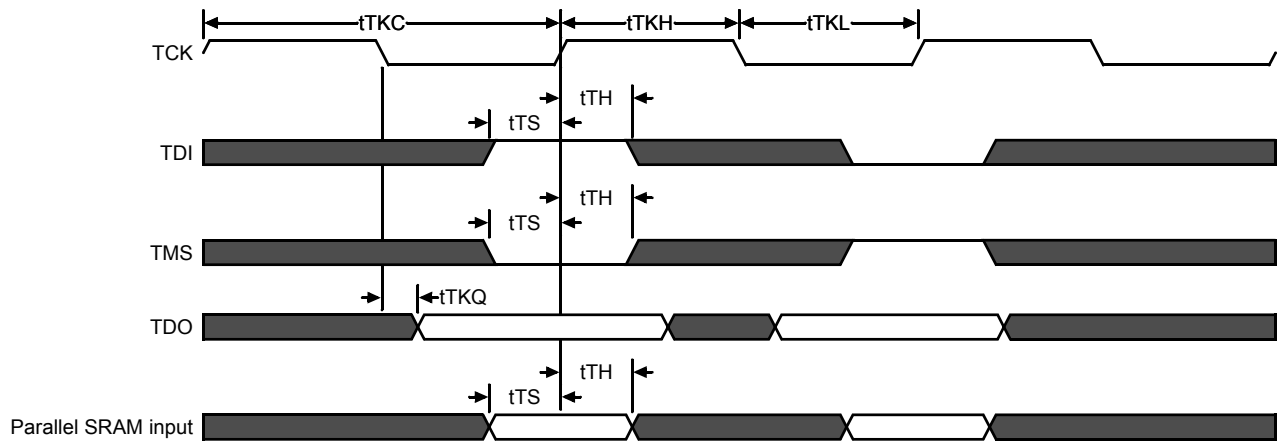 tTKC tTKH tTKL
TCK
tTH
tTS
TDI
tTH
tTS
TMS
tTKQ
TDO
tTH
tTS
Parallel SRAM input